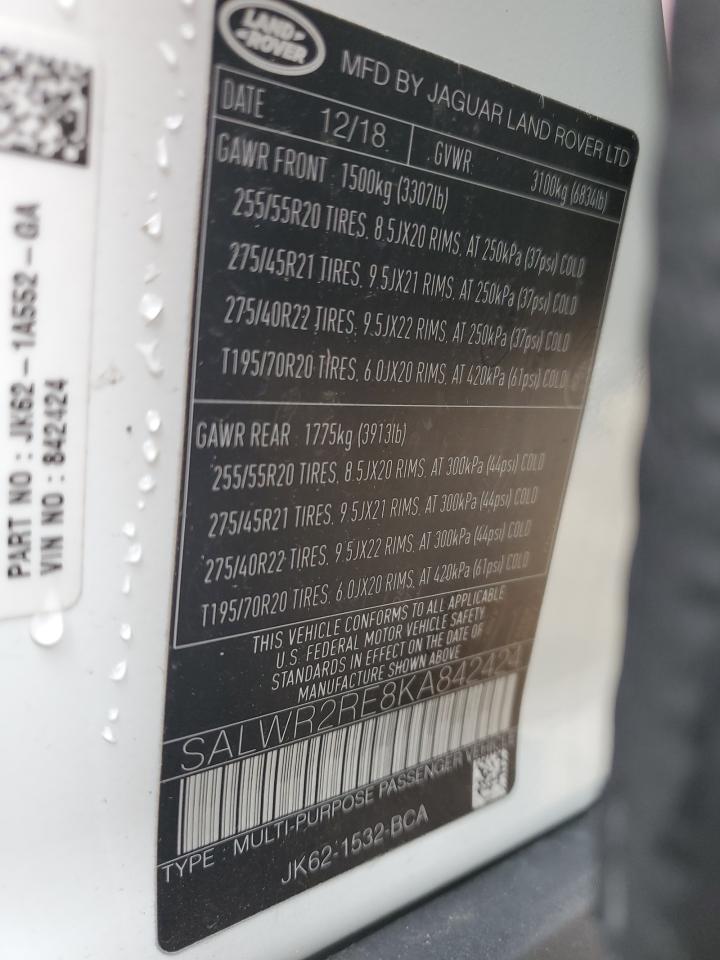 LAND
ROVER
MFD BY JAGUAR LAND ROVER LTD
DATE 12/18 GVWR: 3100kg (6834lb)
GAWR FRONT 1500kg (3307lb)
255/55R20 TIRES, 8.5JX20 RIMS, AT 250kPa (37psi) COLD
275/45R21 TIRES, 9.5JX21 RIMS, AT 250kPa (37psi) COLD
275/40R22 TIRES, 9.5JX22 RIMS, AT 250kPa (37psi) COLD
T195/70R20 TIRES, 6.0JX20 RIMS, AT 420kPa (61psi) COLD
GAWR REAR 1775kg (3913lb)
255/55R20 TIRES, 8.5JX20 RIMS, AT 300kPa (44psi) COLD
275/45R21 TIRES, 9.5JX21 RIMS, AT 300kPa (44psi) COLD
275/40R22 TIRES, 9.5JX22 RIMS, AT 300kPa (44psi) COLD
T195/70R20 TIRES, 6.0JX20 RIMS, AT 420kPa (61psi) COLD
THIS VEHICLE CONFORMS TO ALL APPLICABLE
U.S. FEDERAL MOTOR VEHICLE SAFETY
STANDARDS IN EFFECT ON THE DATE OF
MANUFACTURE SHOWN ABOVE
SALWR2RE8KA842424
TYPE : MULTI-PURPOSE PASSENGER VEHICLE
JK62-1532-BCA
PART NO : JK62-1A552-GA
VIN NO : 842424